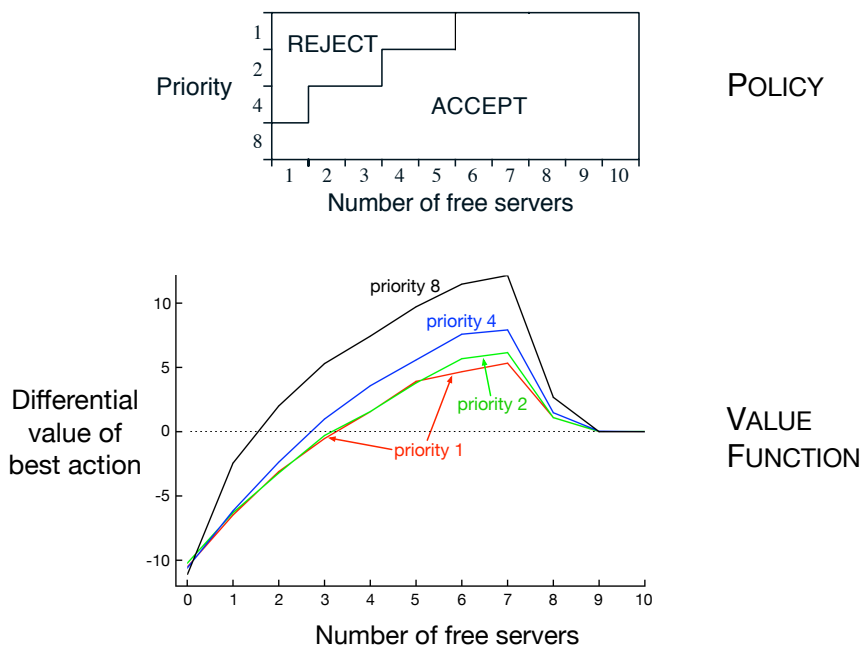 1
REJECT
2
Priority
4
ACCEPT
8
1 2 3 4 5 6 7 8 9 10
Number of free servers
POLICY
10
priority 8
priority 4
5
priority 2
Differential
value of
best action
0
priority 1
-5
-10
0 1 2 3 4 5 6 7 8 9 10
Number of free servers
VALUE
FUNCTION